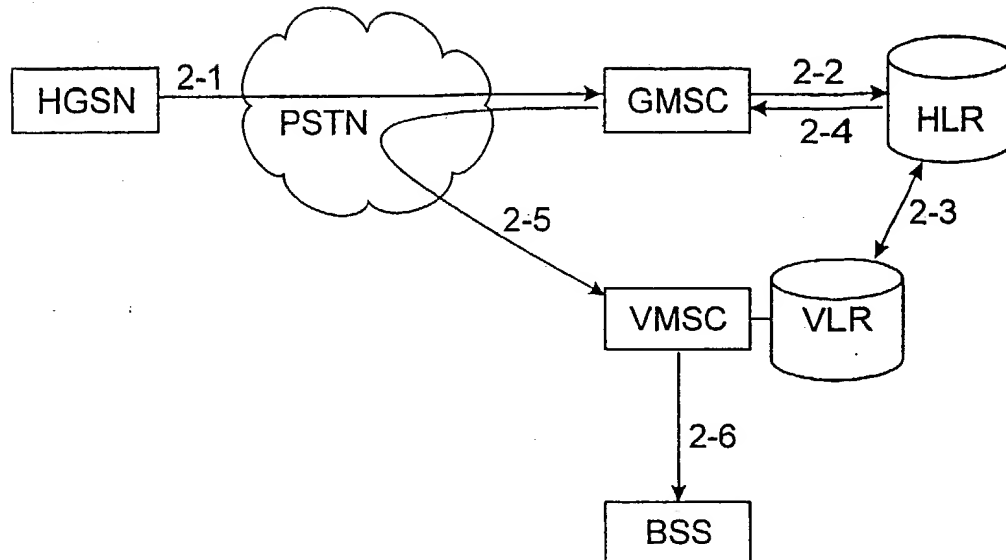 HGSN
2-1
PSTN
GMSC
2-2
2-4
HLR
2-3
2-5
VMSC
VLR
2-6
BSS